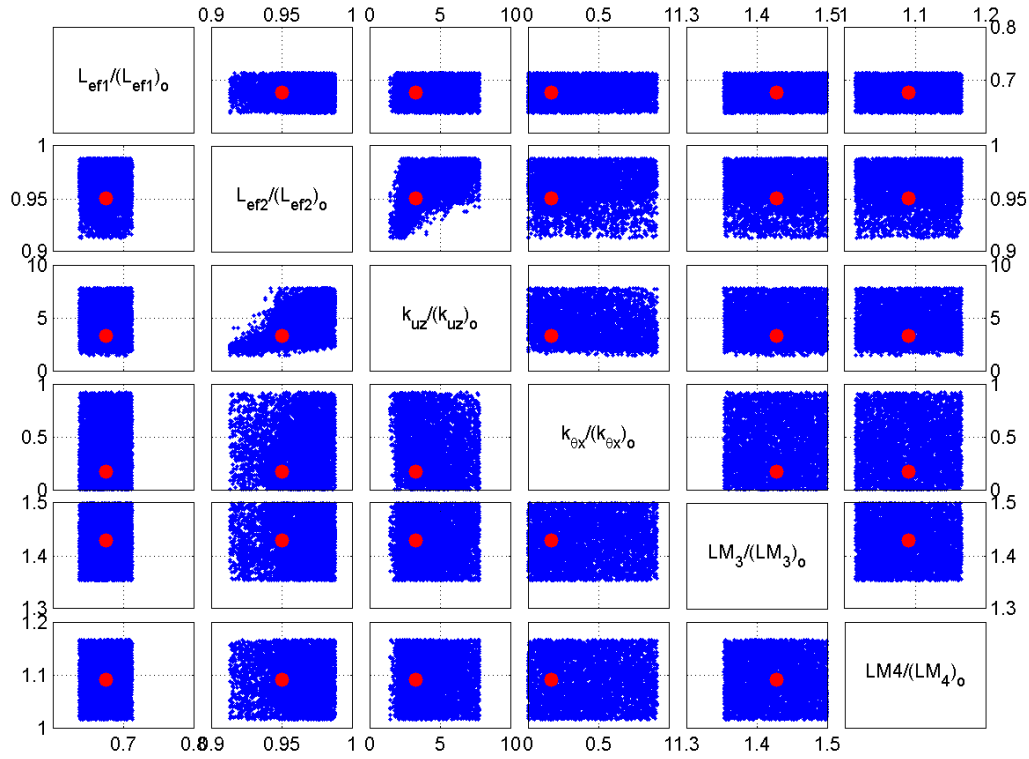 0.9 0.95 1 0 5 10 0 0.5 1 1.3 1.4 1.5 1 1.1 1.2
0.8
L_ef1/(L_ef1)_o
0.7
1 1
L_ef2/(L_ef2)_o
0.95 0.95
0.9 0.9
10 10
k_uz/(k_uz)_o
5 5
0 0
1 1
k_θx/(k_θx)_o
0.5 0.5
0 0
1.5 1.5
LM_3/(LM_3)_o
1.4 1.4
1.3 1.3
1.2
LM4/(LM_4)_o
1.1
1
0.7 0.8 0.9 0.95 1 0 5 10 0 0.5 1 1.3 1.4 1.5